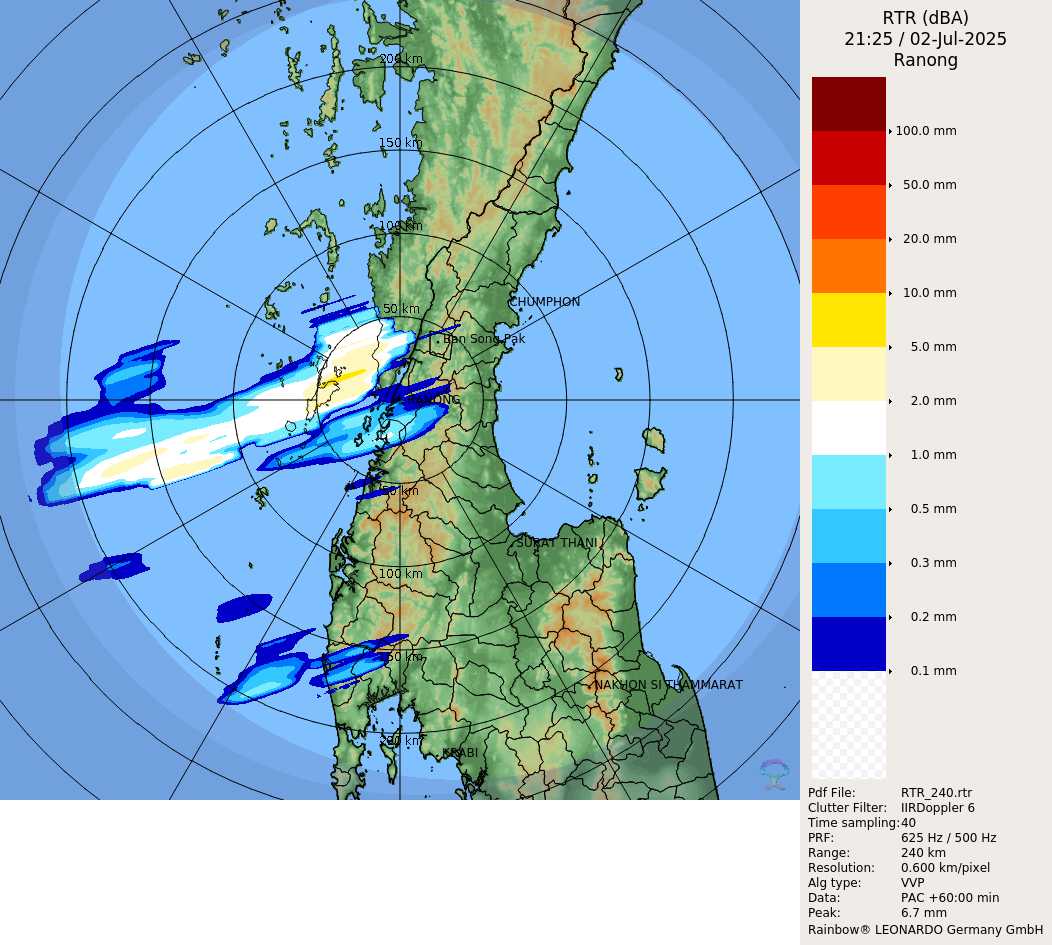 RTR (dBA)
21:25 / 02-Jul-2025
Ranong
100.0 mm
50.0 mm
20.0 mm
10.0 mm
5.0 mm
2.0 mm
1.0 mm
0.5 mm
0.3 mm
0.2 mm
0.1 mm
200 km
150 km
100 km
50 km
CHUMPHON
Ban Song Pak
RANONG
50 km
SURAT THANI
100 km
150 km
NAKHON SI THAMMARAT
200 km
KRABI
Pdf File: RTR_240.rtr
Clutter Filter: IIRDoppler 6
Time sampling:40
PRF: 625 Hz / 500 Hz
Range: 240 km
Resolution: 0.600 km/pixel
Alg type: VVP
Data: PAC +60:00 min
Peak: 6.7 mm
Rainbow® LEONARDO Germany GmbH